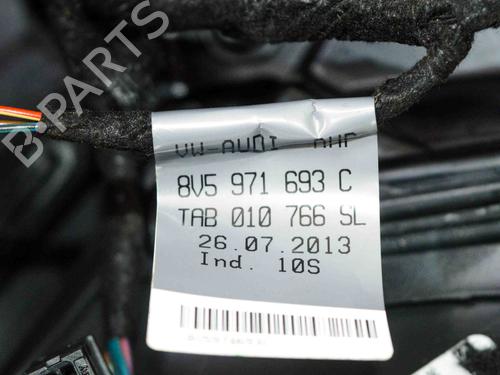 VW-AUDI
8V5 971 693 C
TAB 010 766 SL
26.07.2013
Ind. 10S
B-PARTS